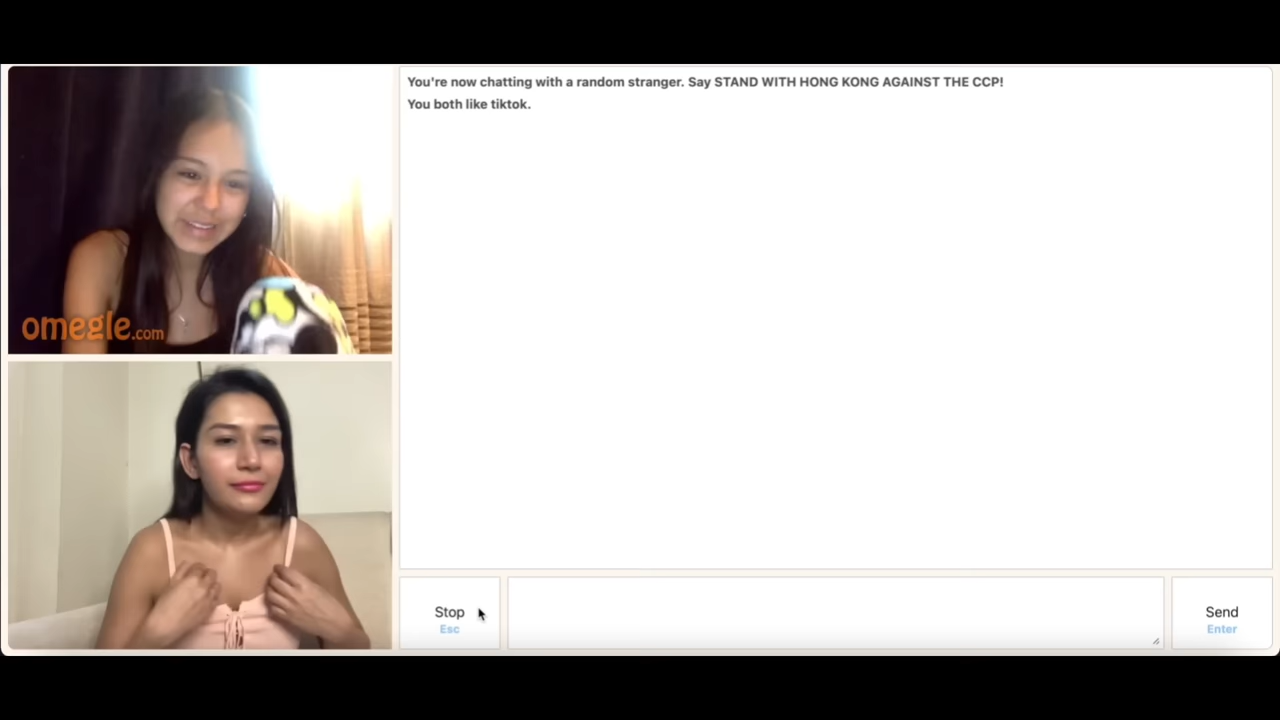 You're now chatting with a random stranger. Say STAND WITH HONG KONG AGAINST THE CCP!
You both like tiktok.
omegle.com
Stop
Esc
Send
Enter